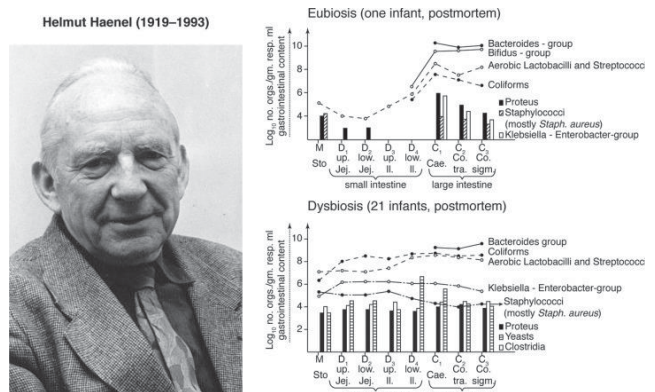 Helmut Haenel (1919–1993)
Eubiosis (one infant, postmortem)
Log10 no. orgs./gm. resp. ml
gastrointestinal content
10
8
6
4
Bacteroides - group
Bifidus - group
Aerobic Lactobacilli and Streptococci
Coliforms
Proteus
Staphylococci
(mostly Staph. aureus)
Klebsiella - Enterobacter-group
M D1 D2 D3 D4 C1 C2 C3
Sto up. low. up. low. Cae. Co. Co.
Jej. Jej. Il. Il. tra. sigm.
small intestine large intestine
Dysbiosis (21 infants, postmortem)
Log10 no. orgs./gm. resp. ml
gastrointestinal content
10
8
6
4
2
Bacteroides group
Coliforms
Aerobic Lactobacilli and Streptococci
Klebsiella - Enterobacter-group
Staphylococci
(mostly Staph. aureus)
Proteus
Yeasts
Clostridia
M D1 D2 D3 D4 C1 C2 C3
Sto up. low. up. low. Cae. Co. Co.
Jej. Jej. Il. Il. tra. sigm.
small intestine large intestine